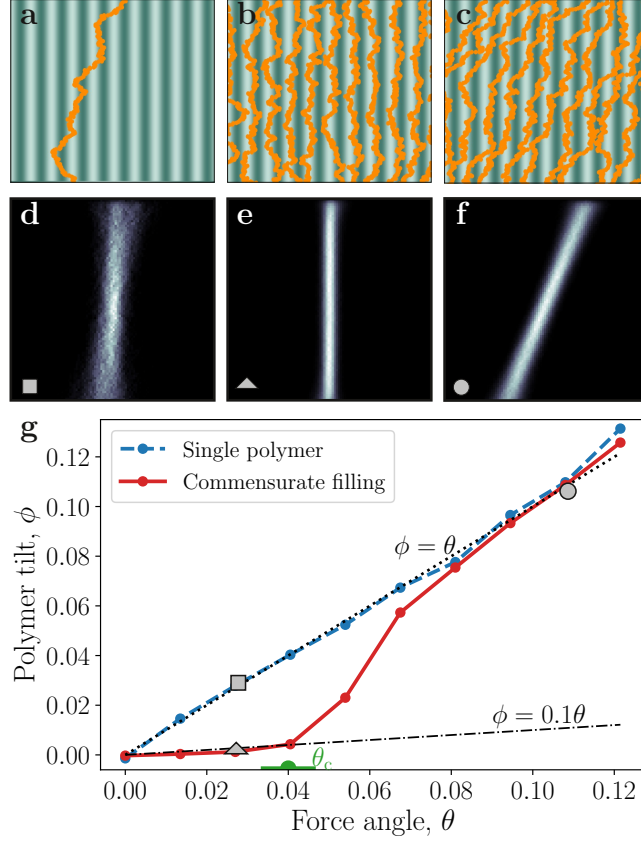 a
b
c
d
e
f
g
Single polymer
Commensurate filling
ϕ = θ
ϕ = 0.1θ
θc
Polymer tilt, ϕ
0.12
0.10
0.08
0.06
0.04
0.02
0.00
0.00 0.02 0.04 0.06 0.08 0.10 0.12
Force angle, θ